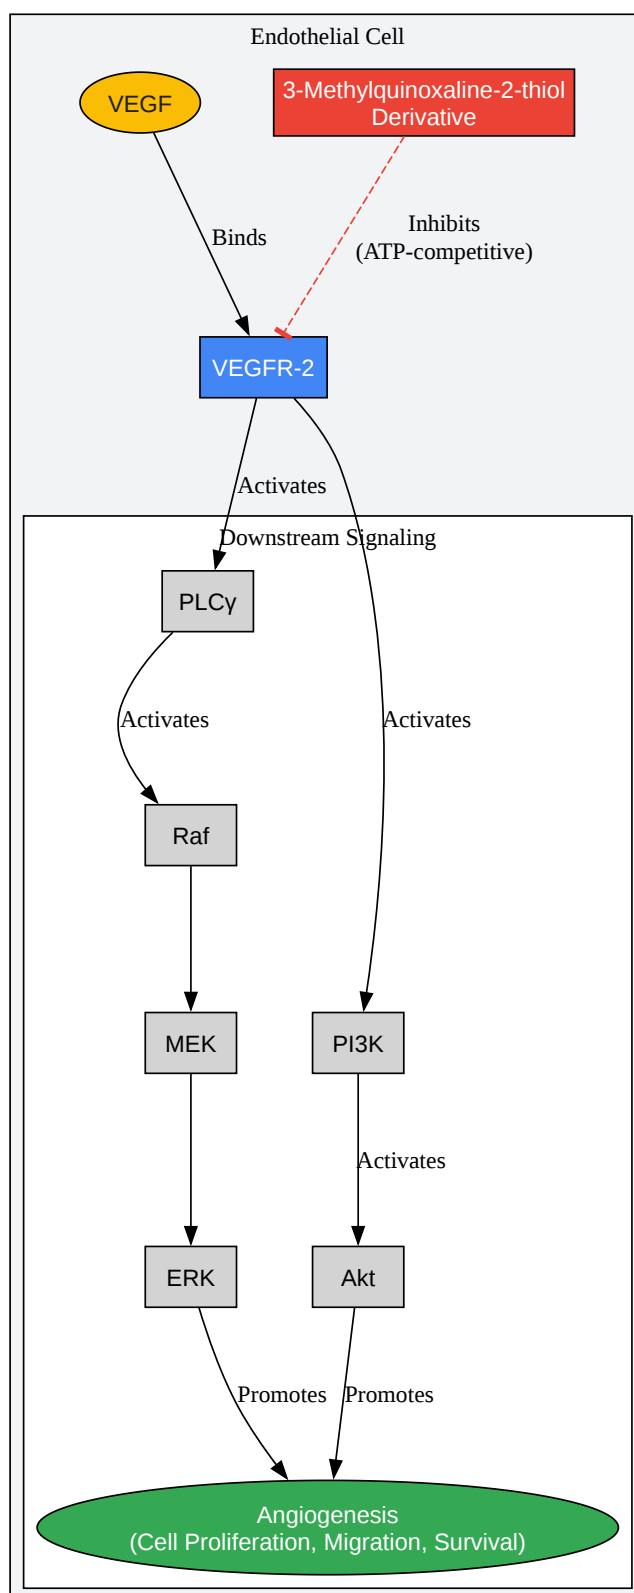 Endothelial Cell
VEGF
3-Methylquinoxaline-2-thiol
Derivative
Binds
Inhibits
(ATP-competitive)
VEGFR-2
Activates
Downstream Signaling
PLCγ
Activates
Activates
Raf
MEK
PI3K
Activates
ERK
Akt
Promotes
Promotes
Angiogenesis
(Cell Proliferation, Migration, Survival)